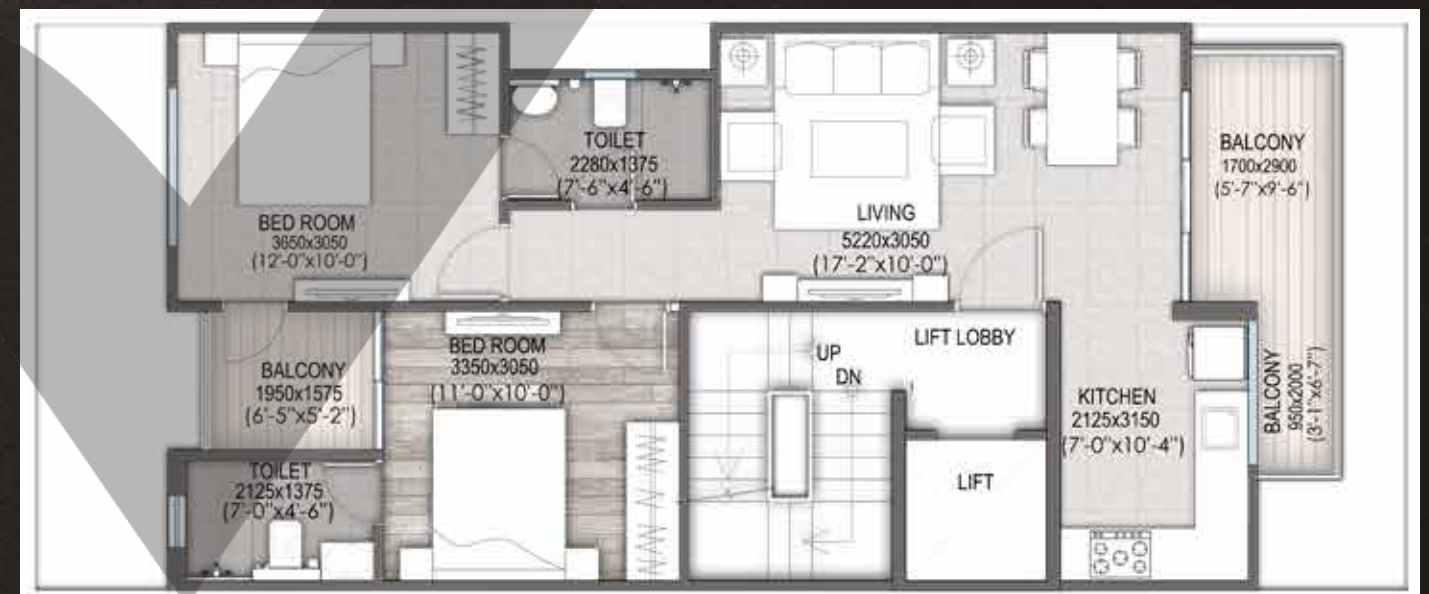 TOILET
2280x1375
(7'-6"x4'-6")
BED ROOM
3650x3050
(12'-0"x10'-0")
LIVING
5220x3050
(17'-2"x10'-0")
BALCONY
1700x2900
(5'-7"x9'-6")
BALCONY
1950x1575
(6'-5"x5'-2")
BED ROOM
3350x3050
(11'-0"x10'-0")
UP
DN
LIFT LOBBY
LIFT
KITCHEN
2125x3150
(7'-0"x10'-4")
BALCONY
950x2000
(3'-1"x6'-7")
TOILET
2125x1375
(7'-0"x4'-6")